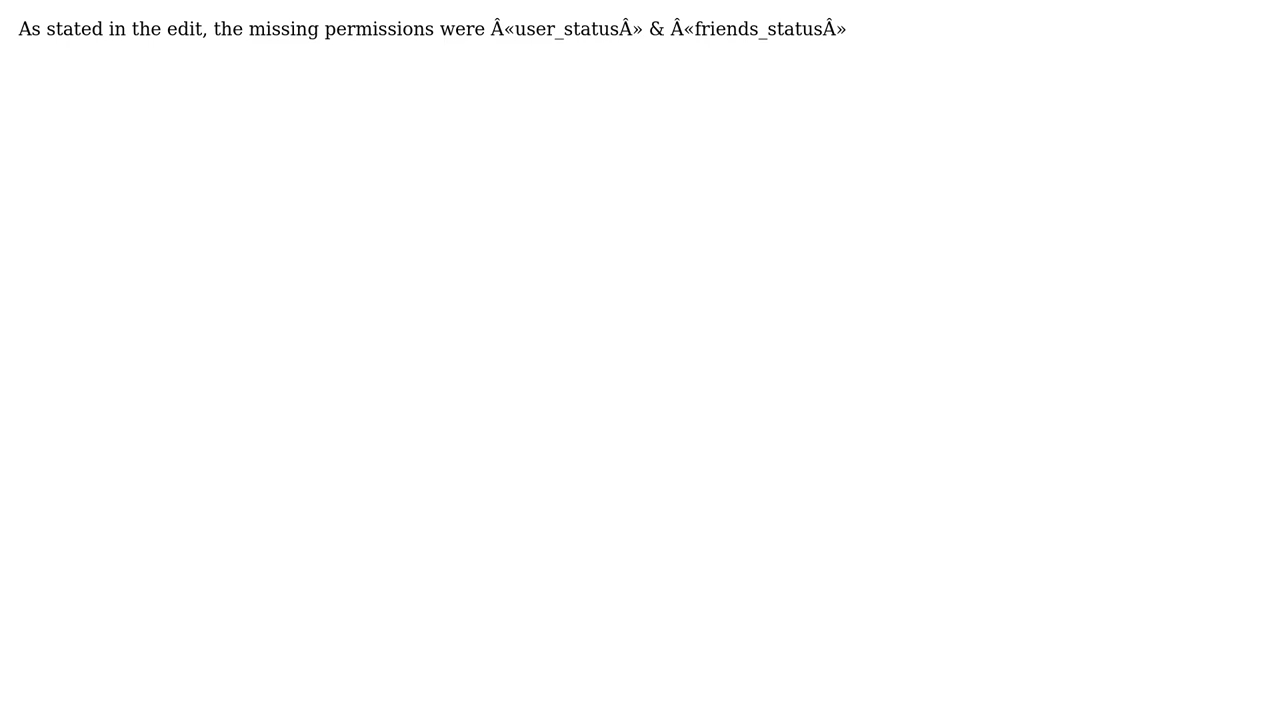 As stated in the edit, the missing permissions were Â«user_statusÂ» & Â«friends_statusÂ»